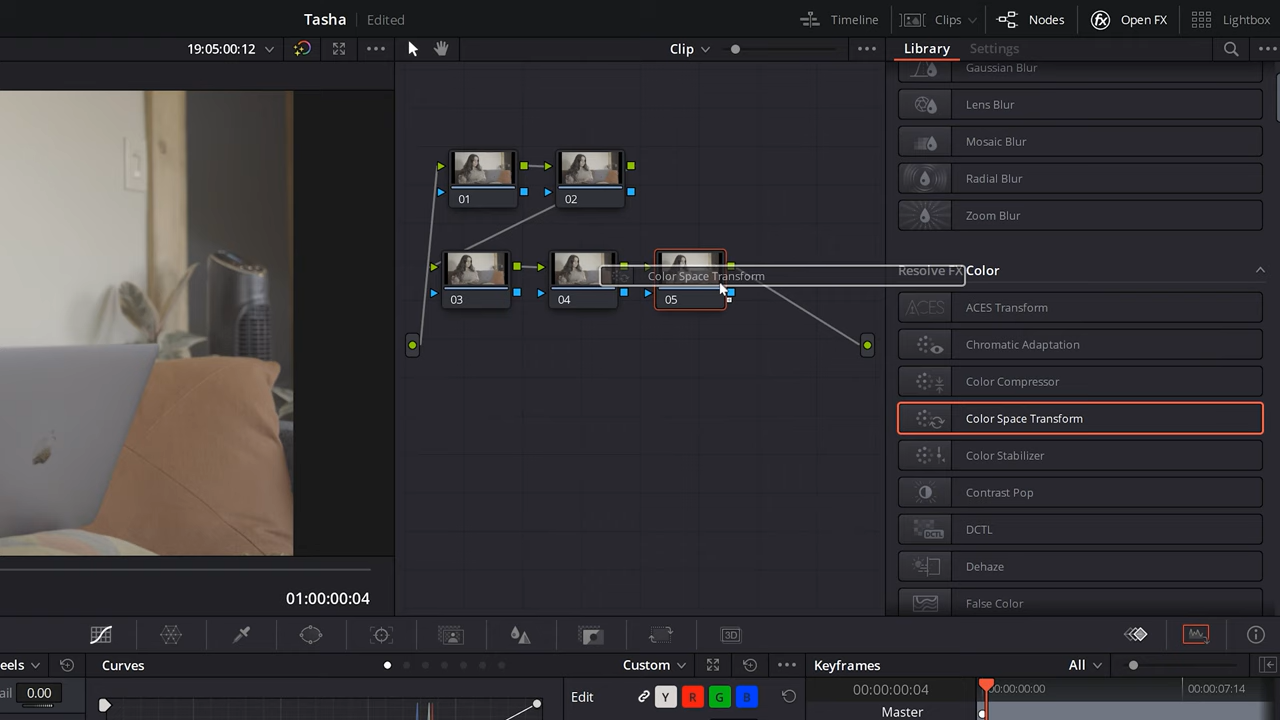 Tasha Edited
Timeline Clips Nodes Open FX Lightbox
19:05:00:12
Clip
Library Settings
Gaussian Blur
Lens Blur
Mosaic Blur
Radial Blur
Zoom Blur
Resolve FX Color
ACES Transform
Chromatic Adaptation
Color Compressor
Color Space Transform
Color Stabilizer
Contrast Pop
DCTL
Dehaze
False Color
01
02
03
04
05
Color Space Transform
01:00:00:04
3D
eels
Curves
Custom
Keyframes
All
ail 0.00
Edit
Y R G B
00:00:00:04
00:00:00:00
00:00:07:14
Master